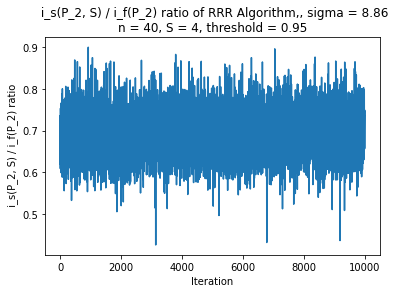 i_s(P_2, S) / i_f(P_2) ratio of RRR Algorithm,, sigma = 8.86
n = 40, S = 4, threshold = 0.95
i_s(P_2, S) / i_f(P_2) ratio
0.9
0.8
0.7
0.6
0.5
0
2000
4000
6000
8000
10000
Iteration